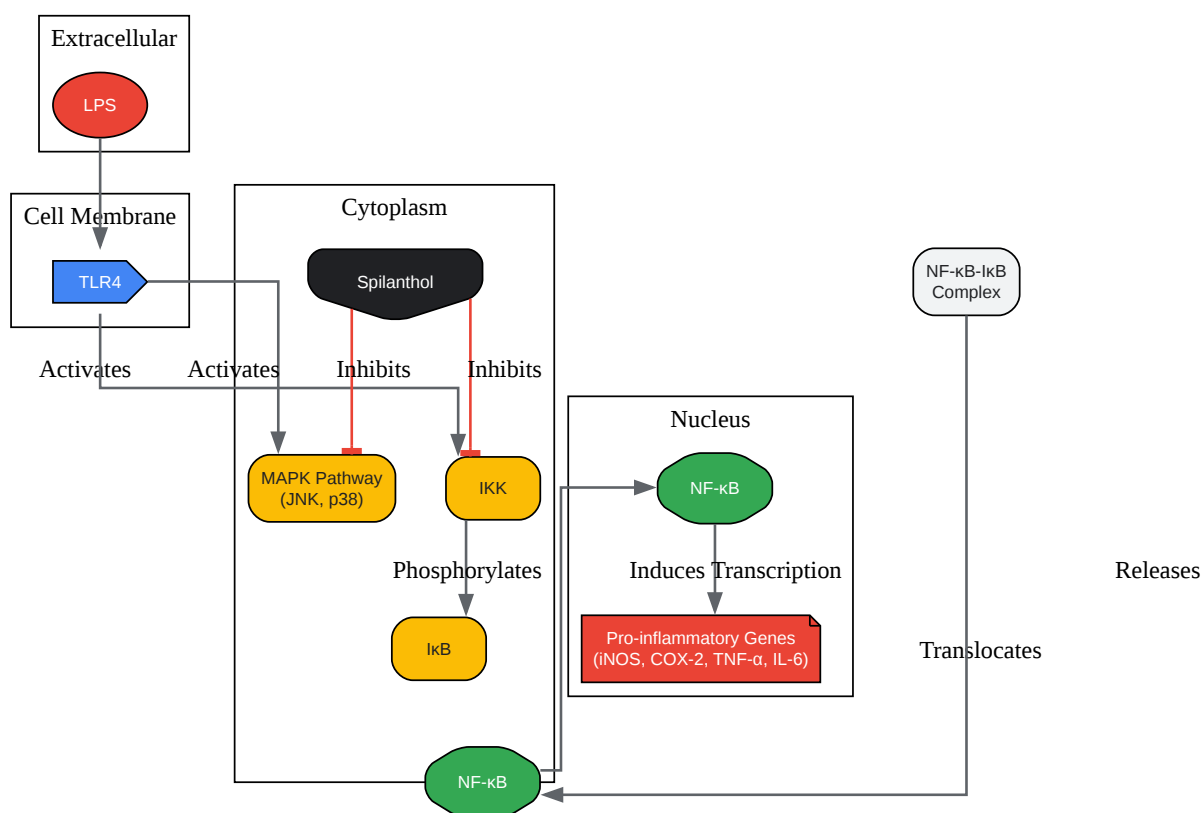 Extracellular
LPS
Cell Membrane
TLR4
Cytoplasm
Spilanthol
NF-κB-IκB
Complex
Activates
Activates
Inhibits
Inhibits
Nucleus
MAPK Pathway
(JNK, p38)
IKK
NF-κB
Phosphorylates
Induces Transcription
Releases
IκB
Pro-inflammatory Genes
(iNOS, COX-2, TNF-α, IL-6)
Translocates
NF-κB